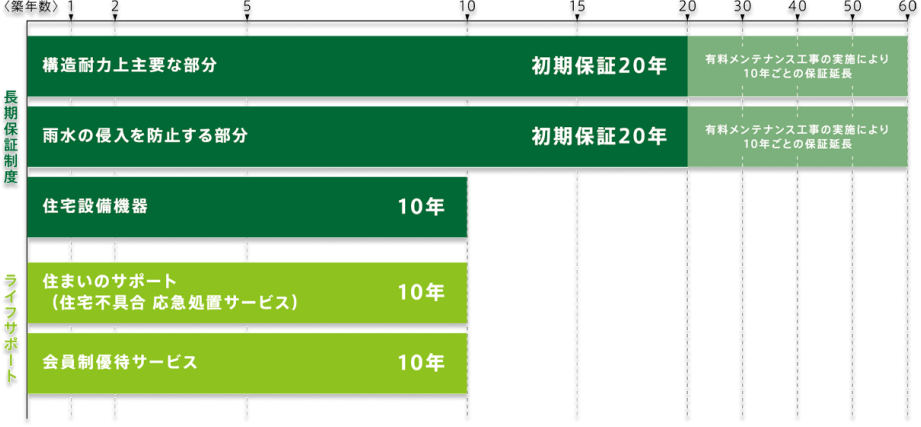 〈築年数〉 1 2 5 10 15 20 30 40 50 60
長期保証制度
構造耐力上主要な部分 初期保証20年 有料メンテナンス工事の実施により
10年ごとの保証延長
雨水の侵入を防止する部分 初期保証20年 有料メンテナンス工事の実施により
10年ごとの保証延長
住宅設備機器 10年
ライフサポート
住まいのサポート
（住宅不具合 応急処置サービス） 10年
会員制優待サービス 10年